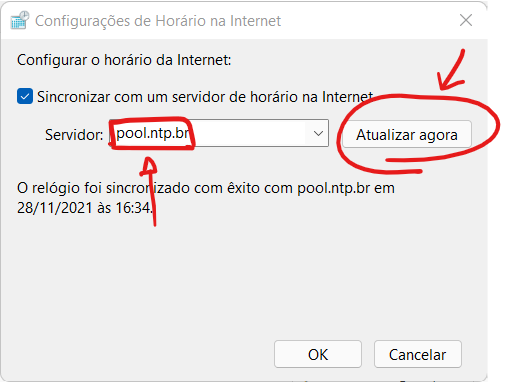 Configurações de Horário na Internet
Configurar o horário da Internet:
Sincronizar com um servidor de horário na Internet
Servidor: pool.ntp.br
Atualizar agora
O relógio foi sincronizado com êxito com pool.ntp.br em
28/11/2021 às 16:34.
OK
Cancelar